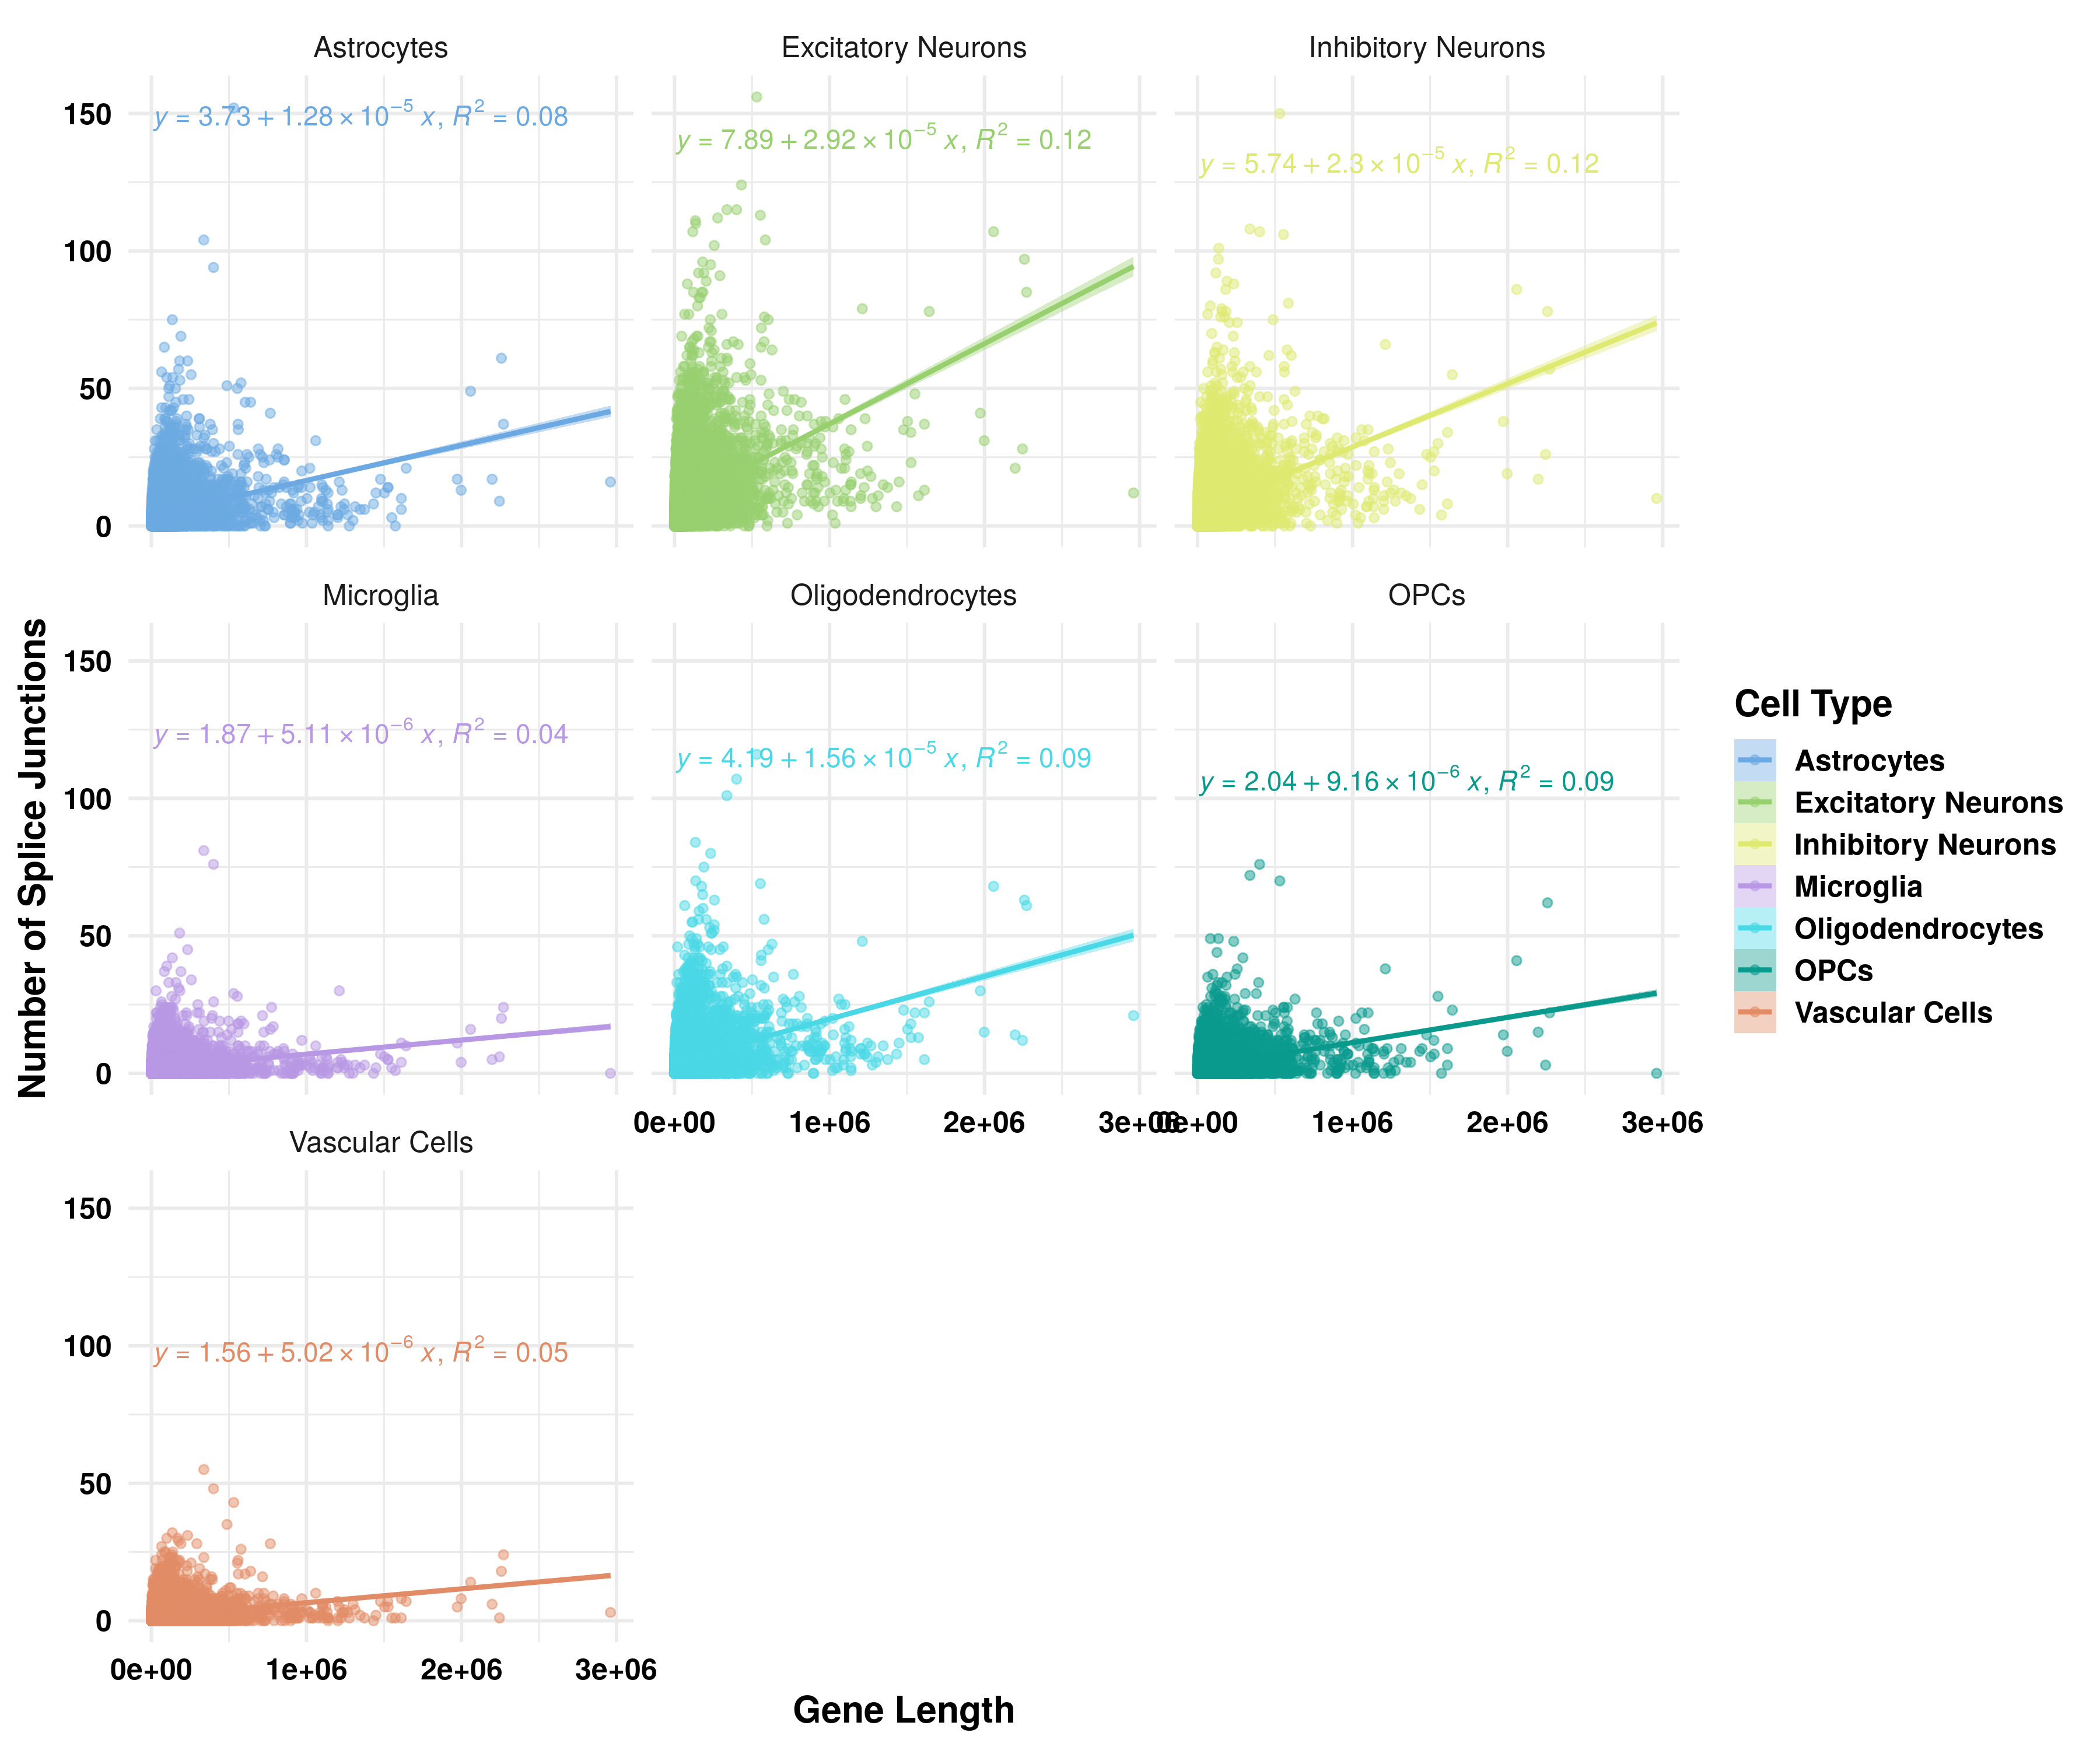 Astrocytes
Excitatory Neurons
Inhibitory Neurons
150
100
50
0
y = 3.73 + 1.28 × 10⁻⁵ x, R² = 0.08
y = 7.89 + 2.92 × 10⁻⁵ x, R² = 0.12
y = 5.74 + 2.3 × 10⁻⁵ x, R² = 0.12
Microglia
Oligodendrocytes
OPCs
150
100
50
0
y = 1.87 + 5.11 × 10⁻⁶ x, R² = 0.04
y = 4.19 + 1.56 × 10⁻⁵ x, R² = 0.09
y = 2.04 + 9.16 × 10⁻⁶ x, R² = 0.09
0e+00 1e+06 2e+06 3e+06
0e+00 1e+06 2e+06 3e+06
Vascular Cells
150
100
50
0
y = 1.56 + 5.02 × 10⁻⁶ x, R² = 0.05
0e+00 1e+06 2e+06 3e+06
Number of Splice Junctions
Gene Length
Cell Type
Astrocytes
Excitatory Neurons
Inhibitory Neurons
Microglia
Oligodendrocytes
OPCs
Vascular Cells